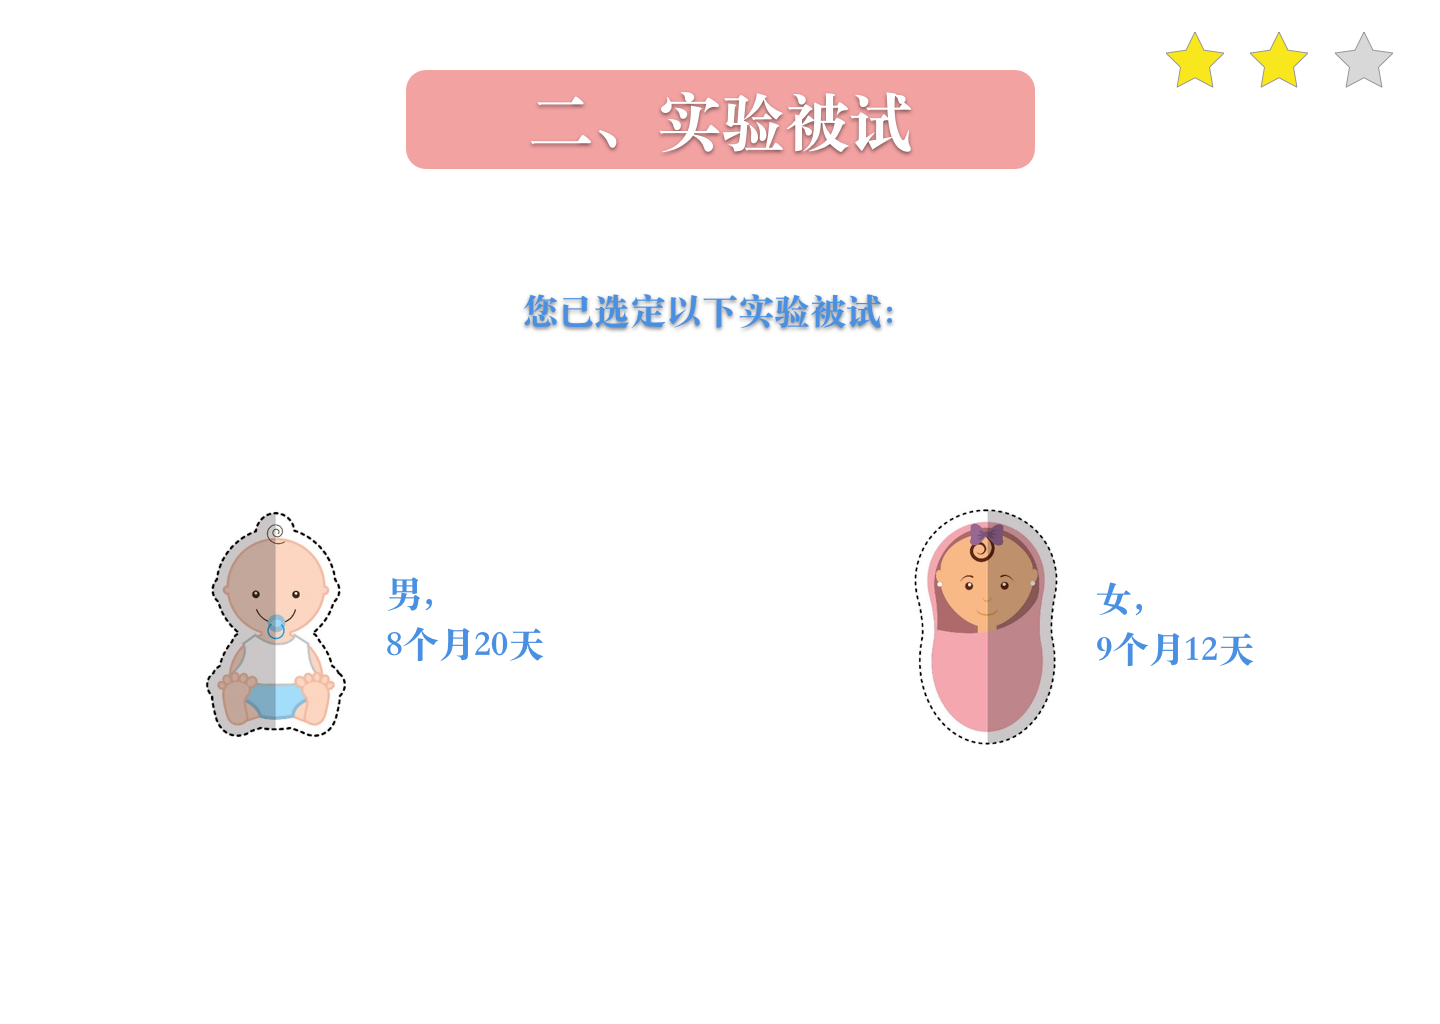 二、实验被试
您已选定以下实验被试：
男，
8个月20天
女，
9个月12天